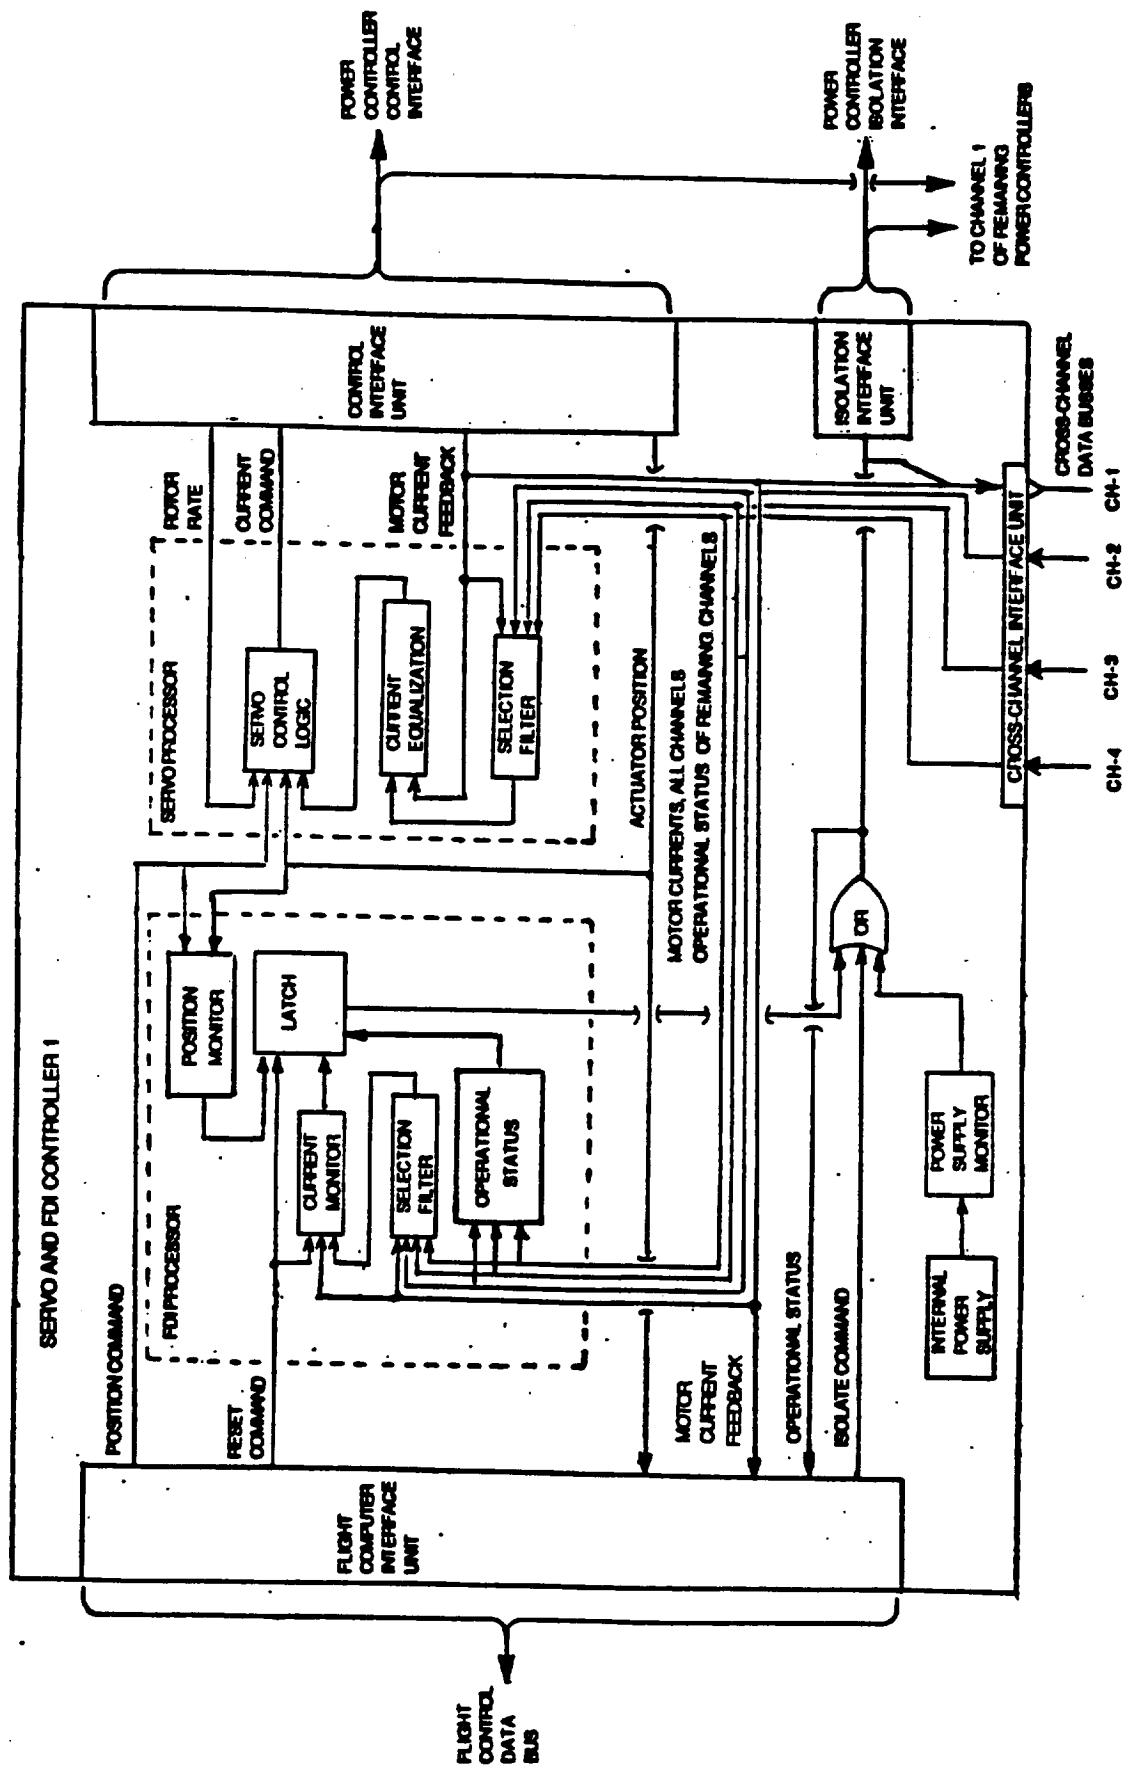 SERVO AND FDI CONTROLLER 1
FLIGHT
CONTROL
DATA
BUS
FLIGHT
COMPUTER
INTERFACE
UNIT
POSITION COMMAND
RESET
COMMAND
FDI PROCESSOR
POSITION
MONITOR
LATCH
CURRENT
MONITOR
SELECTION
FILTER
OPERATIONAL
STATUS
SERVO PROCESSOR
SERVO
CONTROL
LOGIC
CURRENT
EQUALIZATION
SELECTION
FILTER
ROTOR
RATE
CURRENT
COMMAND
MOTOR
CURRENT
FEEDBACK
CONTROL
INTERFACE
UNIT
POWER
CONTROLLER
CONTROL
INTERFACE
ACTUATOR POSITION
MOTOR CURRENTS, ALL CHANNELS
OPERATIONAL STATUS OF REMAINING CHANNELS
MOTOR
CURRENT
FEEDBACK
OPERATIONAL STATUS
ISOLATE COMMAND
OR
INTERNAL
POWER
SUPPLY
POWER
SUPPLY
MONITOR
ISOLATION
INTERFACE
UNIT
POWER
CONTROLLER
ISOLATION
INTERFACE
TO CHANNEL 1
OF REMAINING
POWER CONTROLLERS
CROSS-CHANNEL INTERFACE UNIT
CROSS-CHANNEL
DATA BUSSES
CH-4
CH-3
CH-2
CH-1